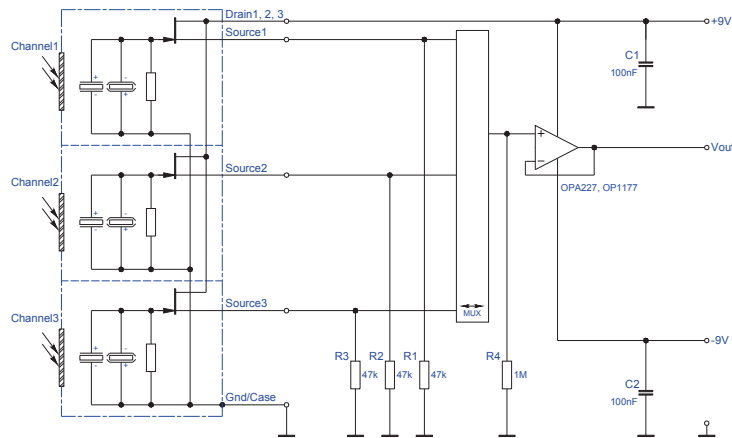 Drain1, 2, 3
+9V
Source1
Channel1
C1
100nF
+
-
-
+
+
-
Vout
OPA227, OP1177
Source2
Channel2
+
-
-
+
Source3
Channel3
MUX
-9V
+
-
-
+
R3
47k
R2
47k
R1
47k
R4
1M
C2
100nF
Gnd/Case